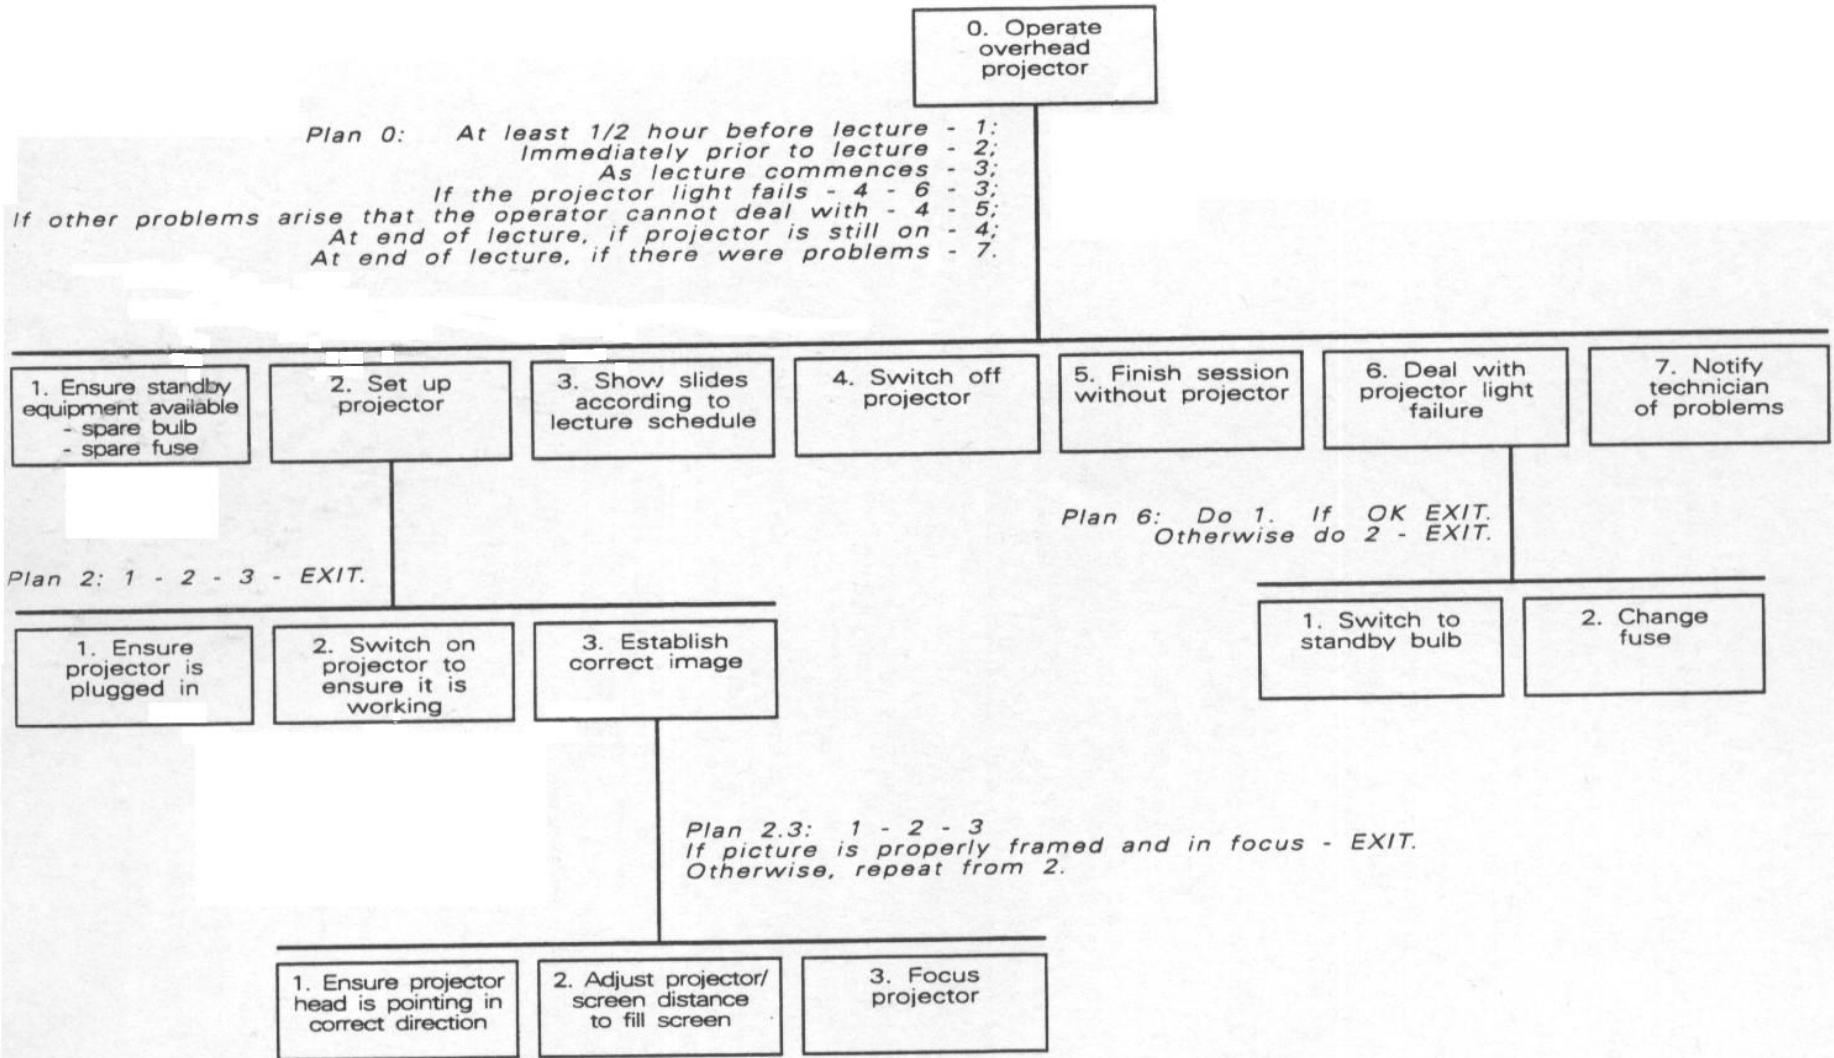 0. Operate
overhead
projector
Plan 0: At least 1/2 hour before lecture - 1;
Immediately prior to lecture - 2;
As lecture commences - 3;
If the projector light fails - 4 - 6 - 3;
If other problems arise that the operator cannot deal with - 4 - 5;
At end of lecture, if projector is still on - 4;
At end of lecture, if there were problems - 7.
1. Ensure standby
equipment available
- spare bulb
- spare fuse
2. Set up
projector
3. Show slides
according to
lecture schedule
4. Switch off
projector
5. Finish session
without projector
6. Deal with
projector light
failure
7. Notify
technician
of problems
Plan 6: Do 1. If OK EXIT.
Otherwise do 2 - EXIT.
Plan 2: 1 - 2 - 3 - EXIT.
1. Ensure
projector is
plugged in
2. Switch on
projector to
ensure it is
working
3. Establish
correct image
1. Switch to
standby bulb
2. Change
fuse
Plan 2.3: 1 - 2 - 3
If picture is properly framed and in focus - EXIT.
Otherwise, repeat from 2.
1. Ensure projector
head is pointing in
correct direction
2. Adjust projector/
screen distance
to fill screen
3. Focus
projector